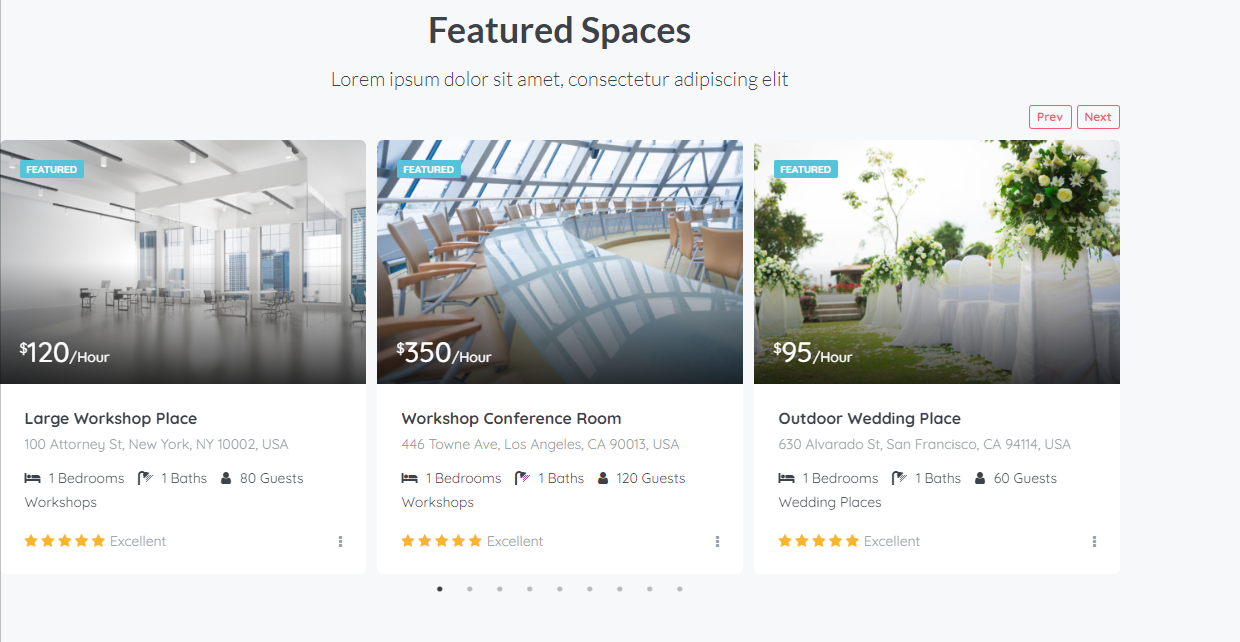 Featured Spaces
Lorem ipsum dolor sit amet, consectetur adipiscing elit
Prev Next
FEATURED
$120/Hour
Large Workshop Place
100 Attorney St, New York, NY 10002, USA
1 Bedrooms 1 Baths 80 Guests
Workshops
Excellent
FEATURED
$350/Hour
Workshop Conference Room
446 Towne Ave, Los Angeles, CA 90013, USA
1 Bedrooms 1 Baths 120 Guests
Workshops
Excellent
FEATURED
$95/Hour
Outdoor Wedding Place
630 Alvarado St, San Francisco, CA 94114, USA
1 Bedrooms 1 Baths 60 Guests
Wedding Places
Excellent